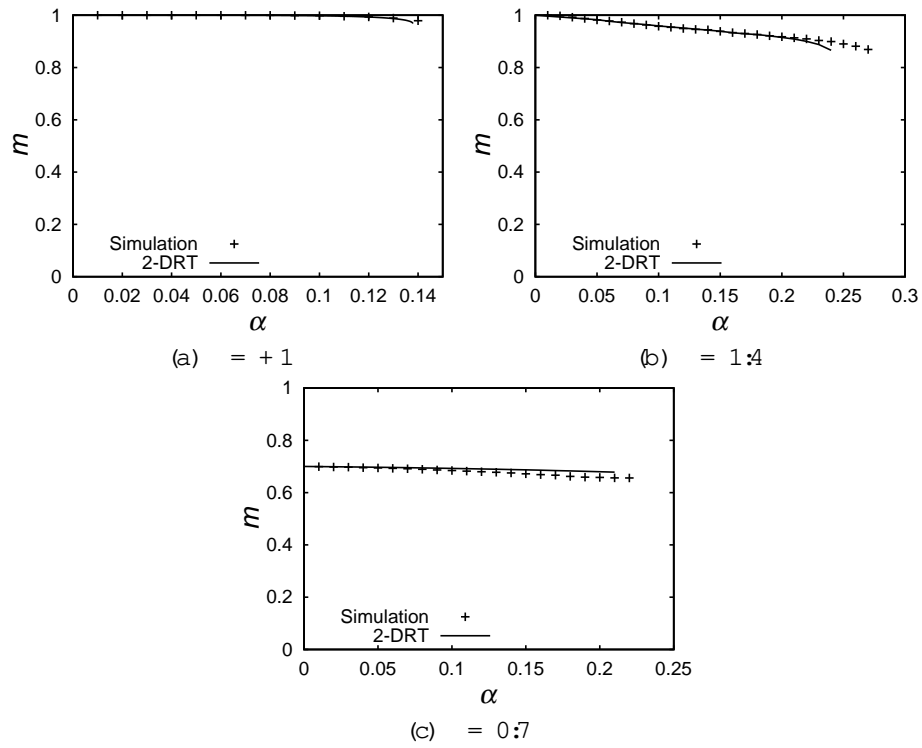 1
0.8
0.6
0.4
0.2
0
m
Simulation
2-DRT
0 0.02 0.04 0.06 0.08 0.1 0.12 0.14
α
(a) = +1
1
0.8
0.6
0.4
0.2
0
m
Simulation
2-DRT
0 0.05 0.1 0.15 0.2 0.25 0.3
α
(b) = 1:4
1
0.8
0.6
0.4
0.2
0
m
Simulation
2-DRT
0 0.05 0.1 0.15 0.2 0.25
α
(c) = 0:7